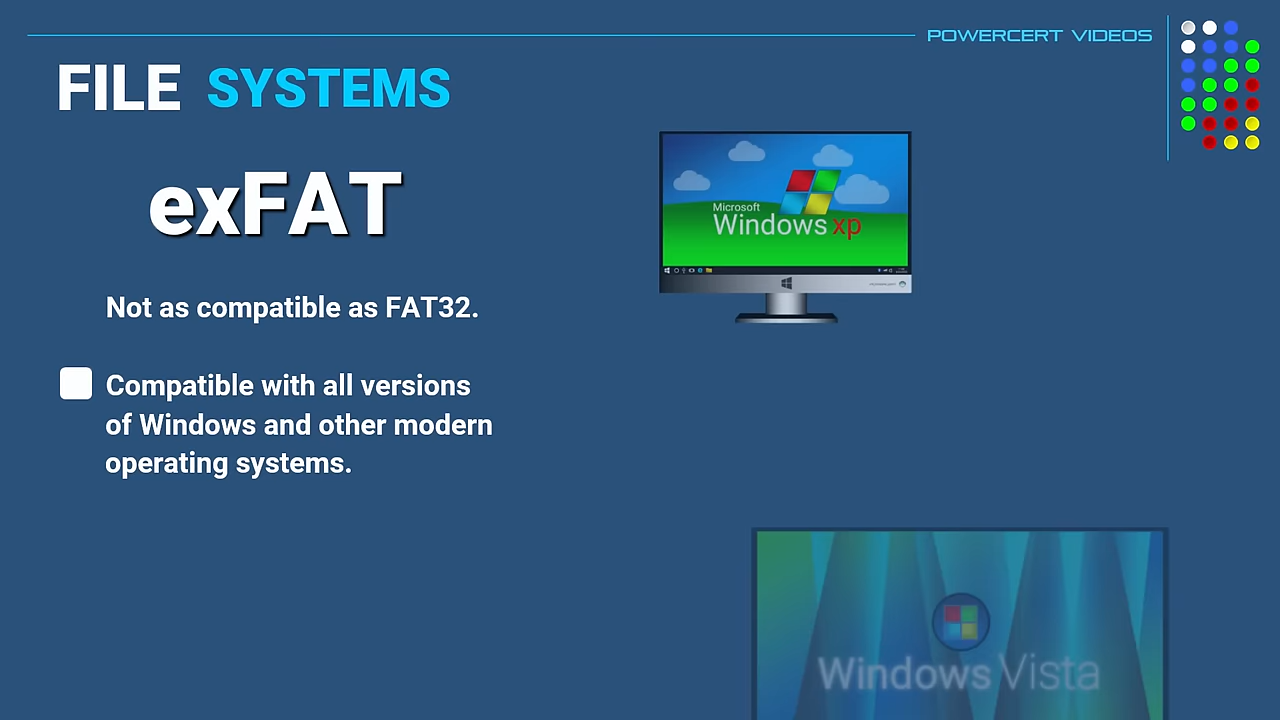 POWERCERT VIDEOS
FILE SYSTEMS
exFAT
Microsoft
Windows xp
Not as compatible as FAT32.
Compatible with all versions
of Windows and other modern
operating systems.
Windows Vista